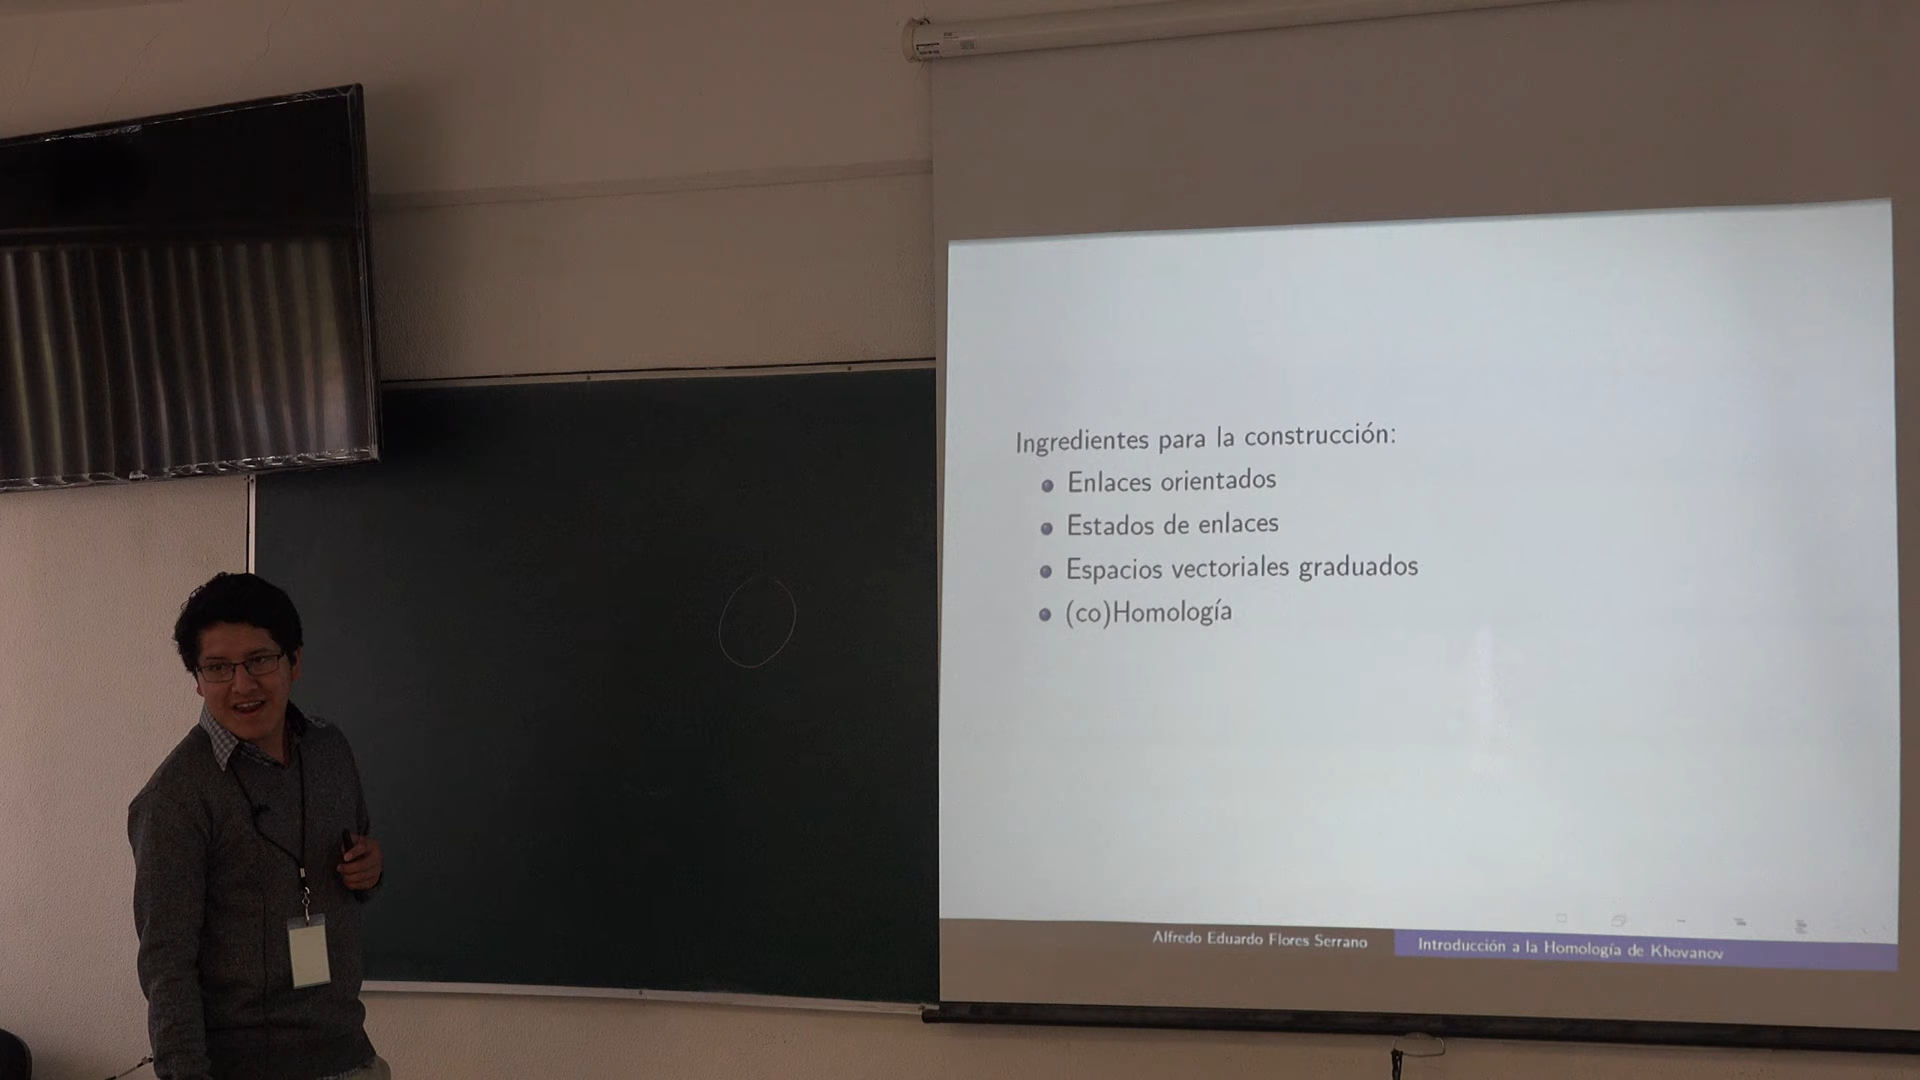 Ingredientes para la construcción:
Enlaces orientados
Estados de enlaces
Espacios vectoriales graduados
(co)Homología
Alfredo Eduardo Flores Serrano
Introducción a la Homología de Khovanov